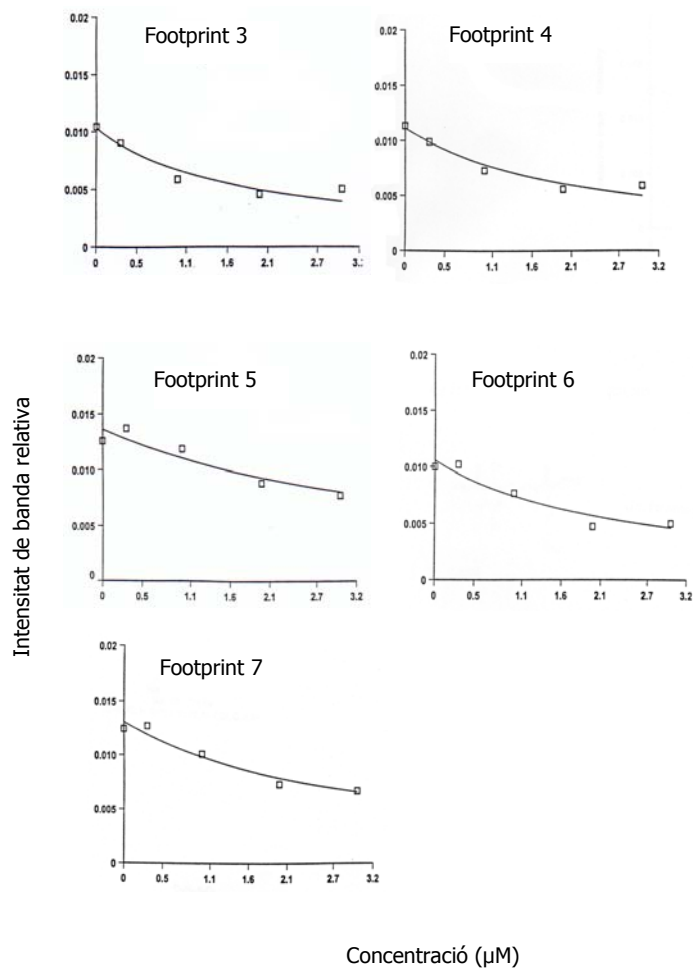 Footprint 3
0.02
0.015
0.010
0.005
0
0 0.5 1.1 1.6 2.1 2.7 3.:
Footprint 4
0.02
0.015
0.010
0.005
0
0 0.5 1.1 1.6 2.1 2.7 3.2
Intensitat de banda relativa
Footprint 5
0.02
0.015
0.010
0.005
0
0 0.5 1.1 1.6 2.1 2.7 3.2
Footprint 6
0.02
0.015
0.010
0.005
0
0 0.5 1.1 1.6 2.1 2.7 3.2
Footprint 7
0.02
0.015
0.010
0.005
0
0 0.5 1.1 1.6 2.1 2.7 3.2
Concentració (µM)